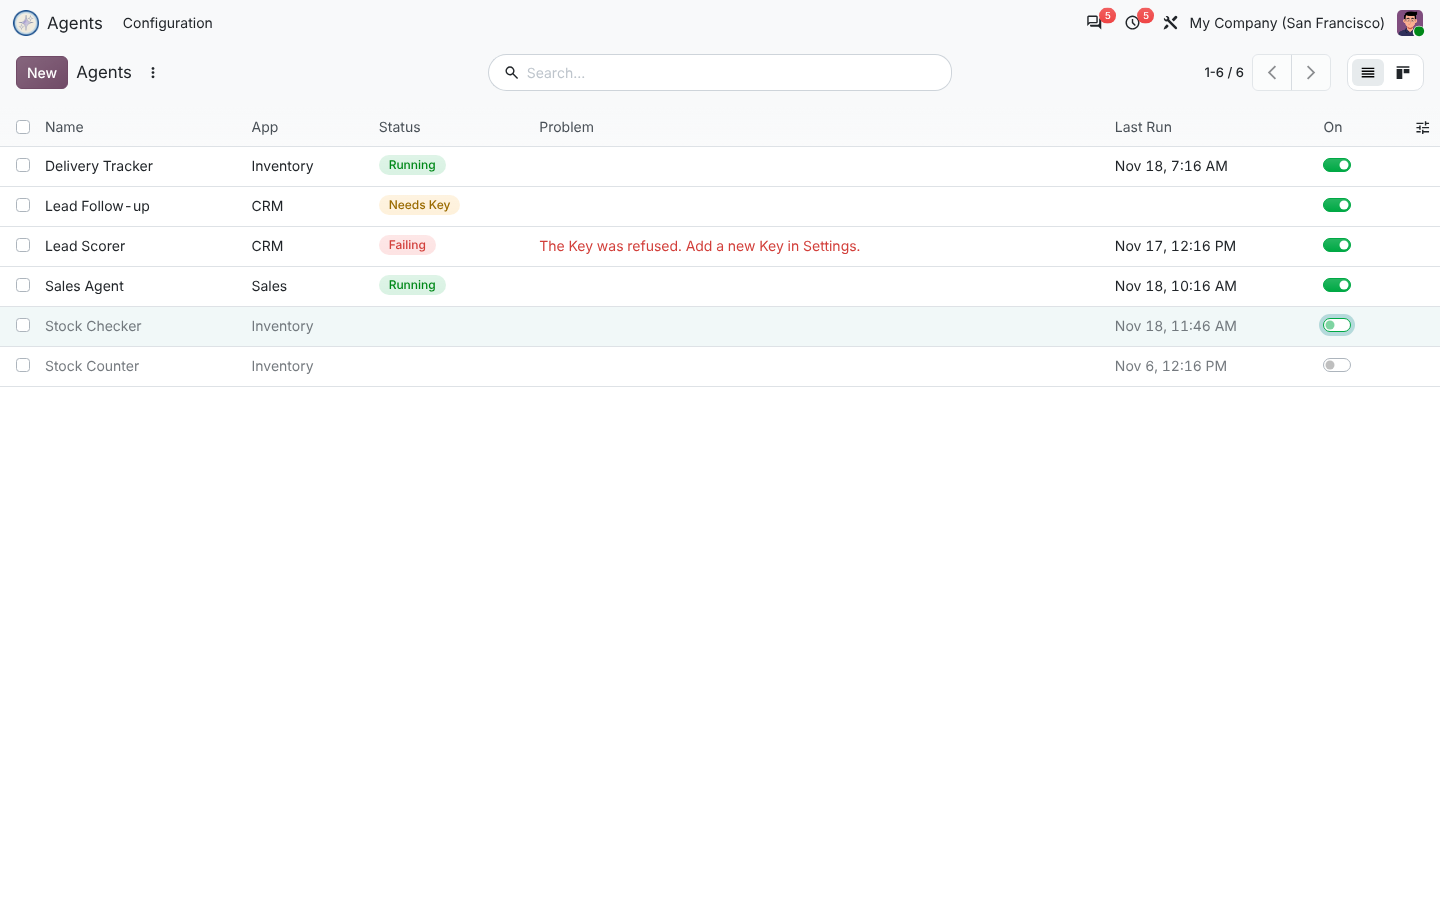 Agents Configuration 5 5 My Company (San Francisco)
New Agents Search... 1-6 / 6
Name App Status Problem Last Run On
Delivery Tracker Inventory Running Nov 18, 7:16 AM
Lead Follow-up CRM Needs Key
Lead Scorer CRM Failing The Key was refused. Add a new Key in Settings. Nov 17, 12:16 PM
Sales Agent Sales Running Nov 18, 10:16 AM
Stock Checker Inventory Nov 18, 11:46 AM
Stock Counter Inventory Nov 6, 12:16 PM